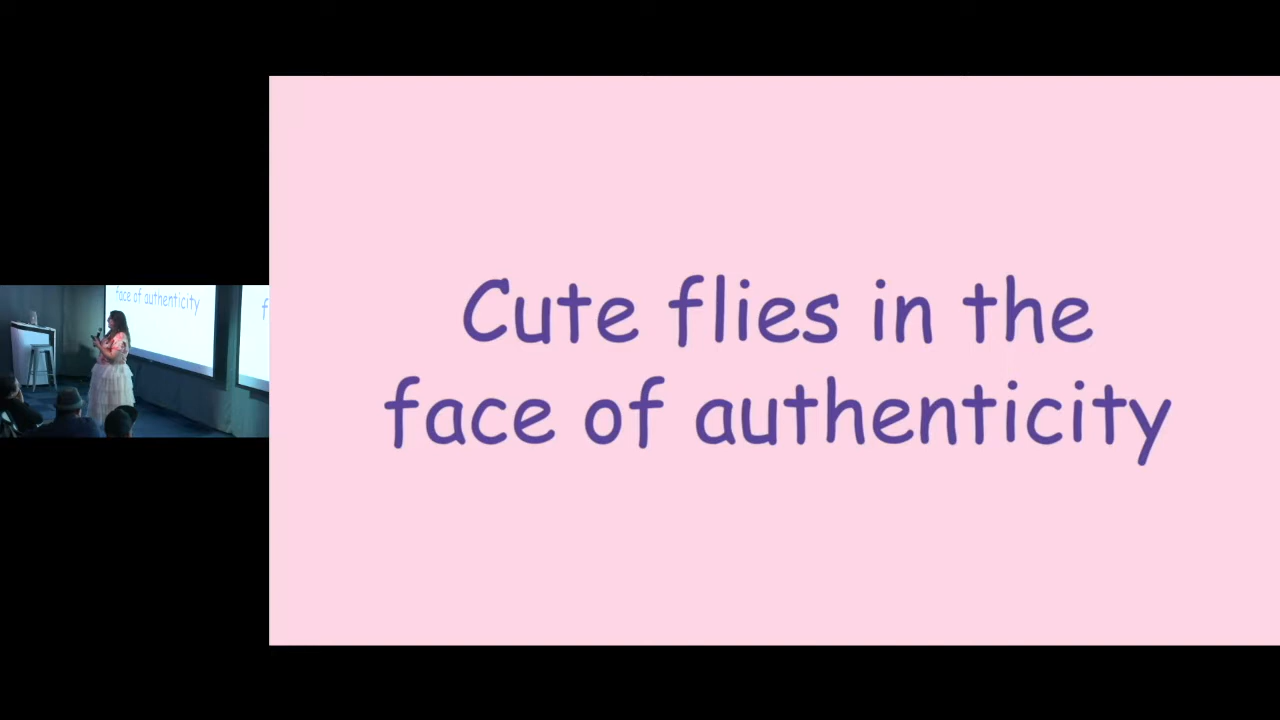 Cute flies in the
face of authenticity
face of authenticity
f